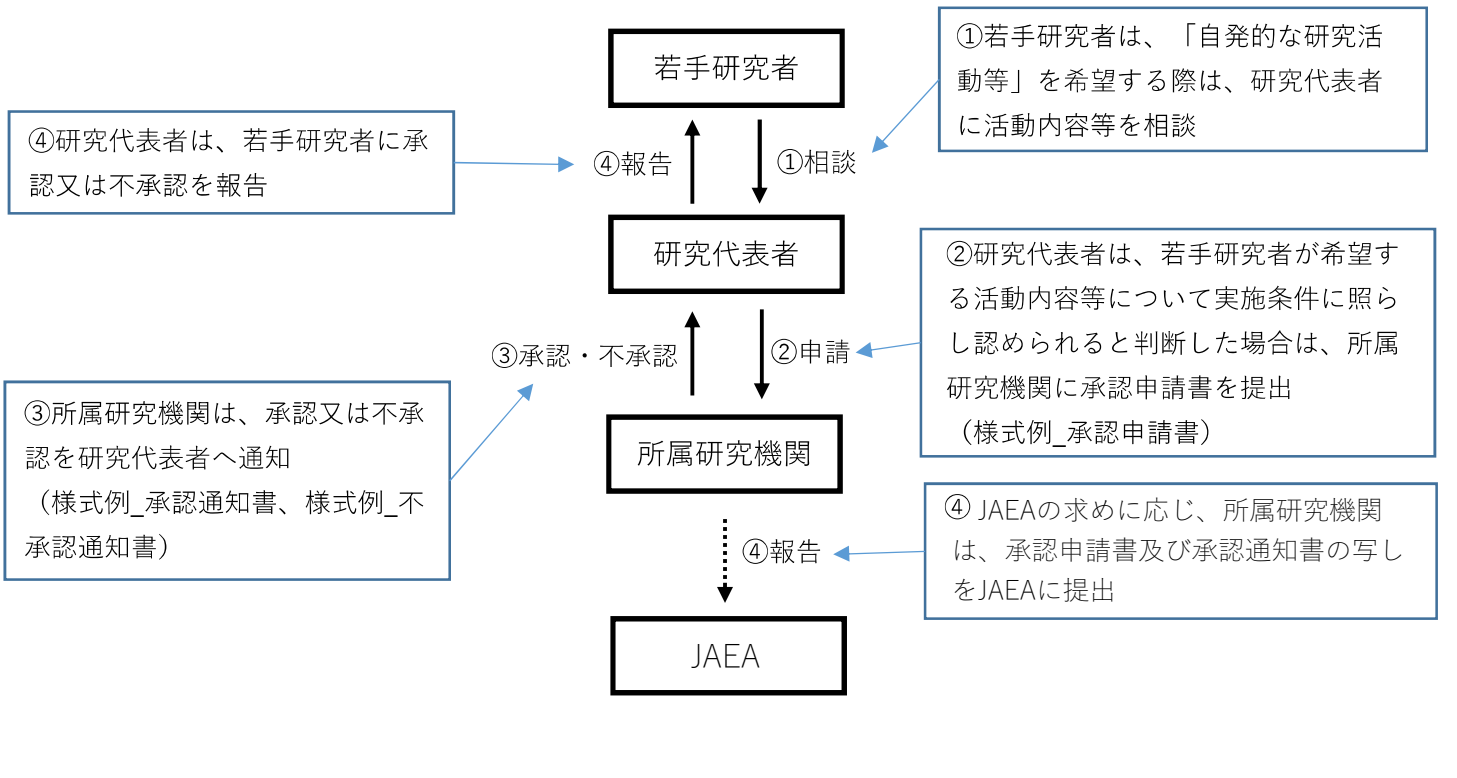 若手研究者
①若手研究者は、「自発的な研究活
動等」を希望する際は、研究代表者
に活動内容等を相談
④研究代表者は、若手研究者に承
認又は不承認を報告
④報告
①相談
研究代表者
②研究代表者は、若手研究者が希望す
る活動内容等について実施条件に照ら
し認められると判断した場合は、所属
研究機関に承認申請書を提出
（様式例_承認申請書）
③承認・不承認
②申請
③所属研究機関は、承認又は不承
認を研究代表者へ通知
（様式例_承認通知書、様式例_不
承認通知書）
所属研究機関
④ JAEAの求めに応じ、所属研究機関
は、承認申請書及び承認通知書の写し
をJAEAに提出
④報告
JAEA